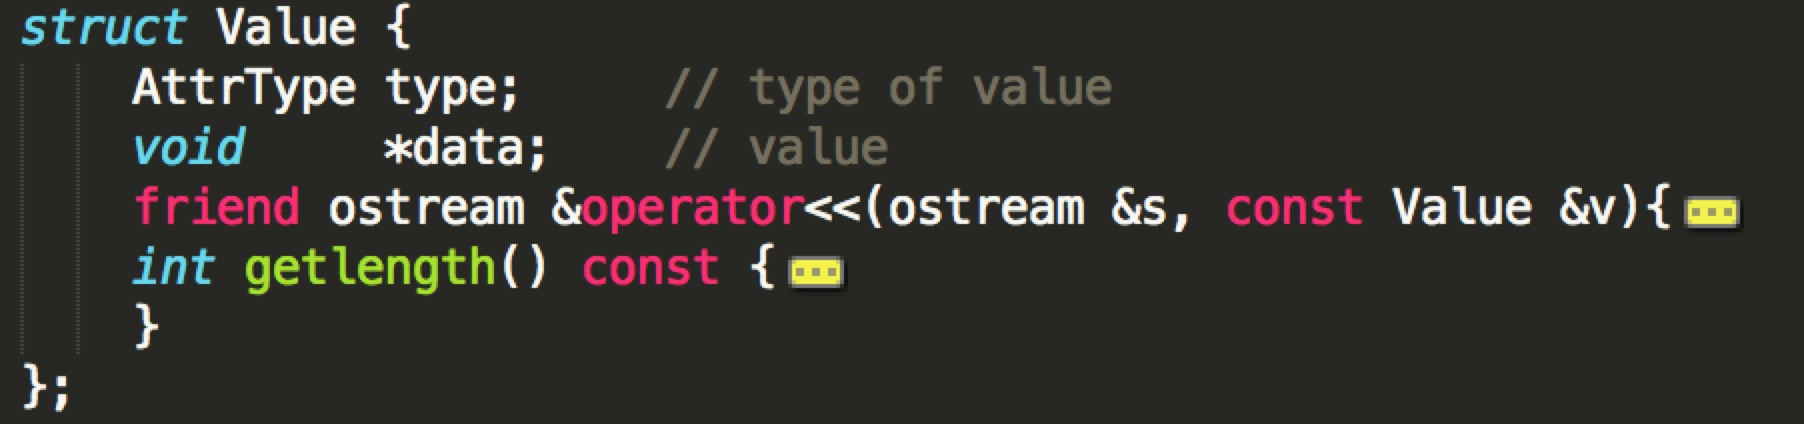 struct Value {
    AttrType type;     // type of value
    void     *data;    // value
    friend ostream &operator<<(ostream &s, const Value &v){...
    int getlength() const {...
    }
};